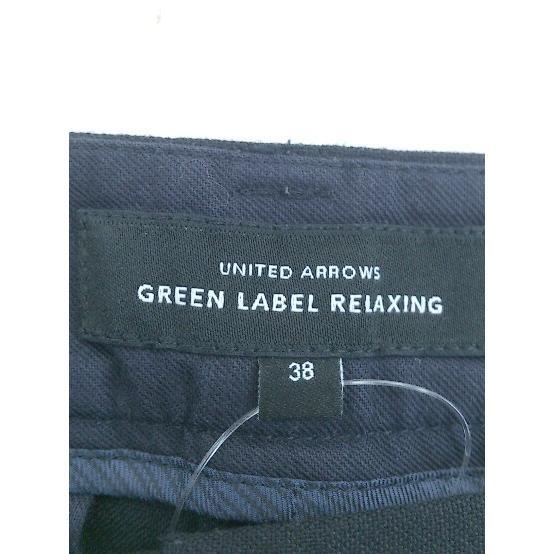 UNITED ARROWS
GREEN LABEL RELAXING
38